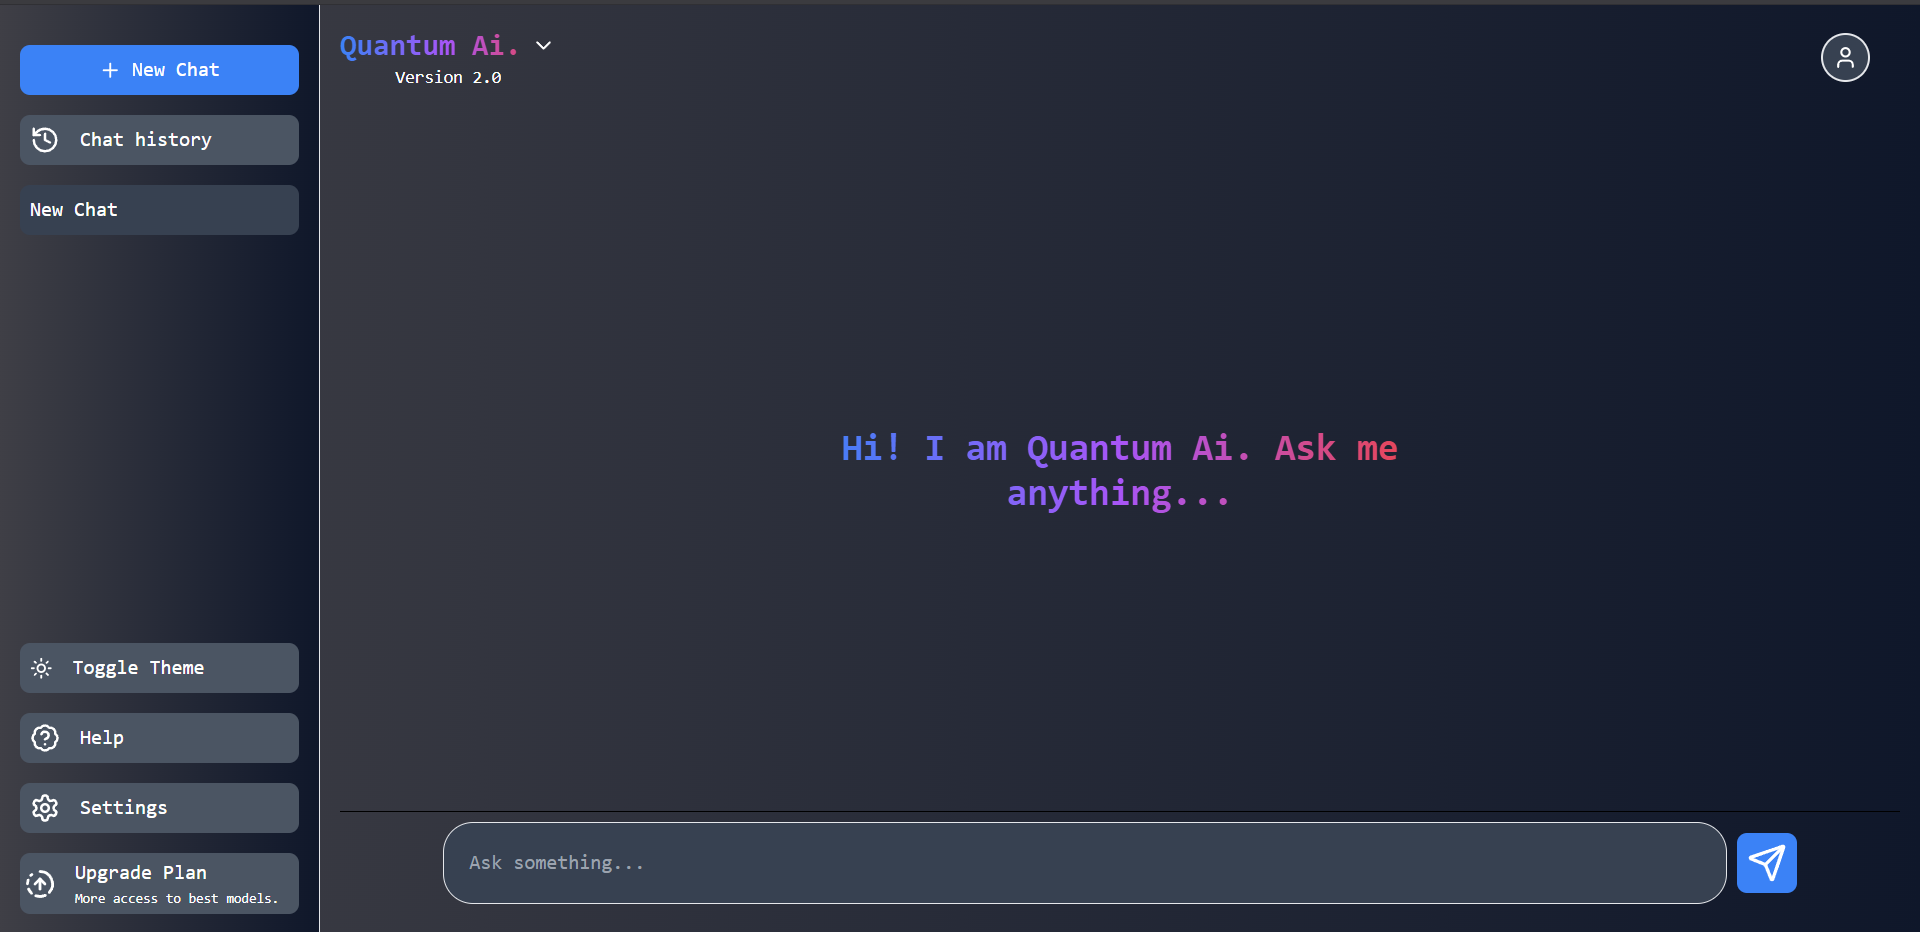 New Chat
Chat history
New Chat
Toggle Theme
Help
Settings
Upgrade Plan
More access to best models.
Quantum Ai.
Version 2.0
Hi! I am Quantum Ai. Ask me
anything...
Ask something...